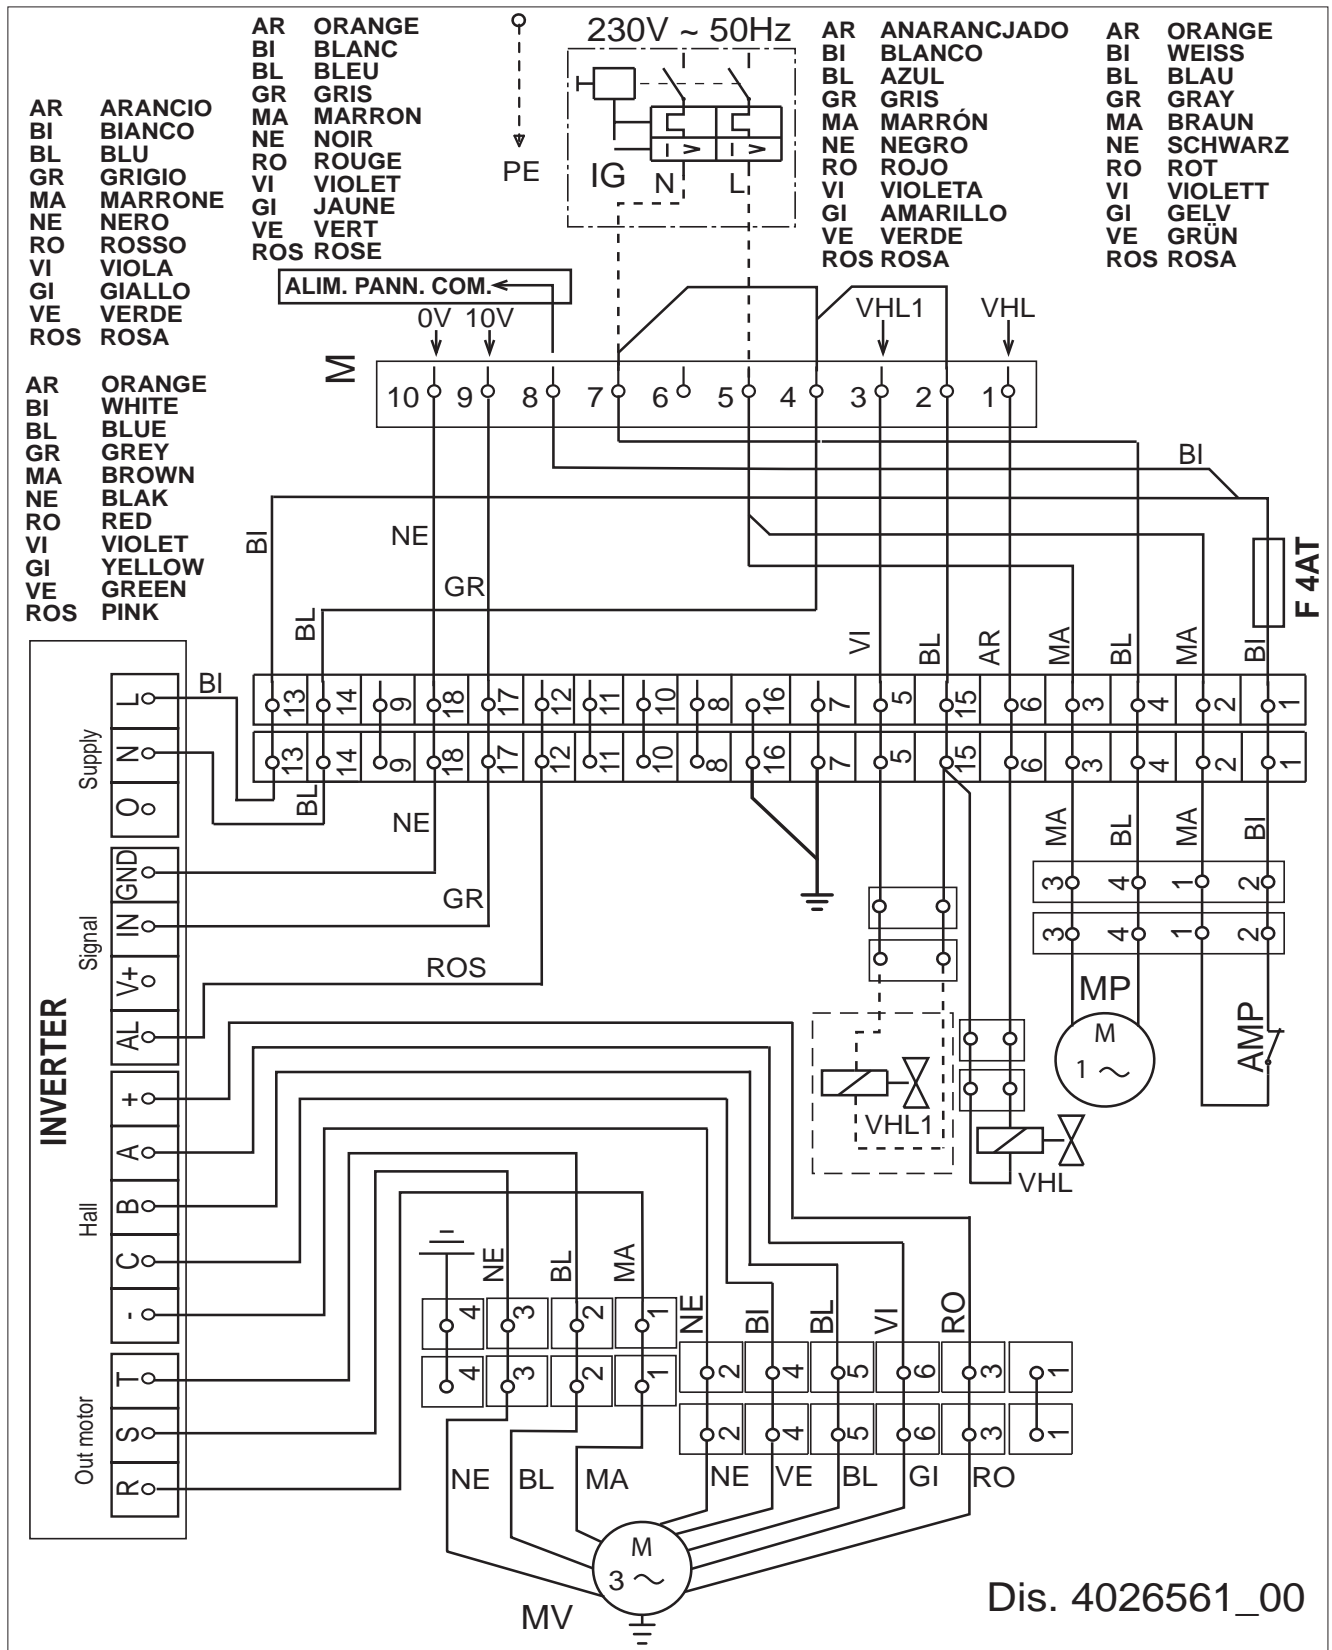 AR ARANCIO
BI BIANCO
BL BLU
GR GRIGIO
MA MARRONE
NE NERO
RO ROSSO
VI VIOLA
GI GIALLO
VE VERDE
ROS ROSA
AR ORANGE
BI WHITE
BL BLUE
GR GREY
MA BROWN
NE BLAK
RO RED
VI VIOLET
GI YELLOW
VE GREEN
ROS PINK
AR ORANGE
BI BLANC
BL BLEU
GR GRIS
MA MARRON
NE NOIR
RO ROUGE
VI VIOLET
GI JAUNE
VE VERT
ROS ROSE
PE
230V ~ 50Hz
IG N L
I > I >
AR ANARANCJADO
BI BLANCO
BL AZUL
GR GRIS
MA MARRÓN
NE NEGRO
RO ROJO
VI VIOLETA
GI AMARILLO
VE VERDE
ROS ROSA
AR ORANGE
BI WEISS
BL BLAU
GR GRAY
MA BRAUN
NE SCHWARZ
RO ROT
VI VIOLETT
GI GELV
VE GRÜN
ROS ROSA
ALIM. PANN. COM.
0V 10V VHL1 VHL
M
10 9 8 7 6 5 4 3 2 1
BI
BI NE GR BL
F 4AT
VI BL AR MA BL MA BI
13 14 9 18 17 12 11 10 8 16 7 5 15 6 3 4 2 1
13 14 9 18 17 12 11 10 8 16 7 5 15 6 3 4 2 1
BI
BL NE GR ROS
MA BL MA BI
3 4 1 2
3 4 1 2
MP
M
1 ~
AMP
VHL1
VHL
INVERTER
Supply
L
N
O
Signal
GND
IN
V+
AL
Hall
+
A
B
C
-
Out motor
T
S
R
NE BL MA
4 3 2 1
4 3 2 1
NE BL MA
NE BI BL VI RO
2 4 5 6 3 1
2 4 5 6 3 1
NE VE BL GI RO
M
3 ~
MV
Dis. 4026561_00